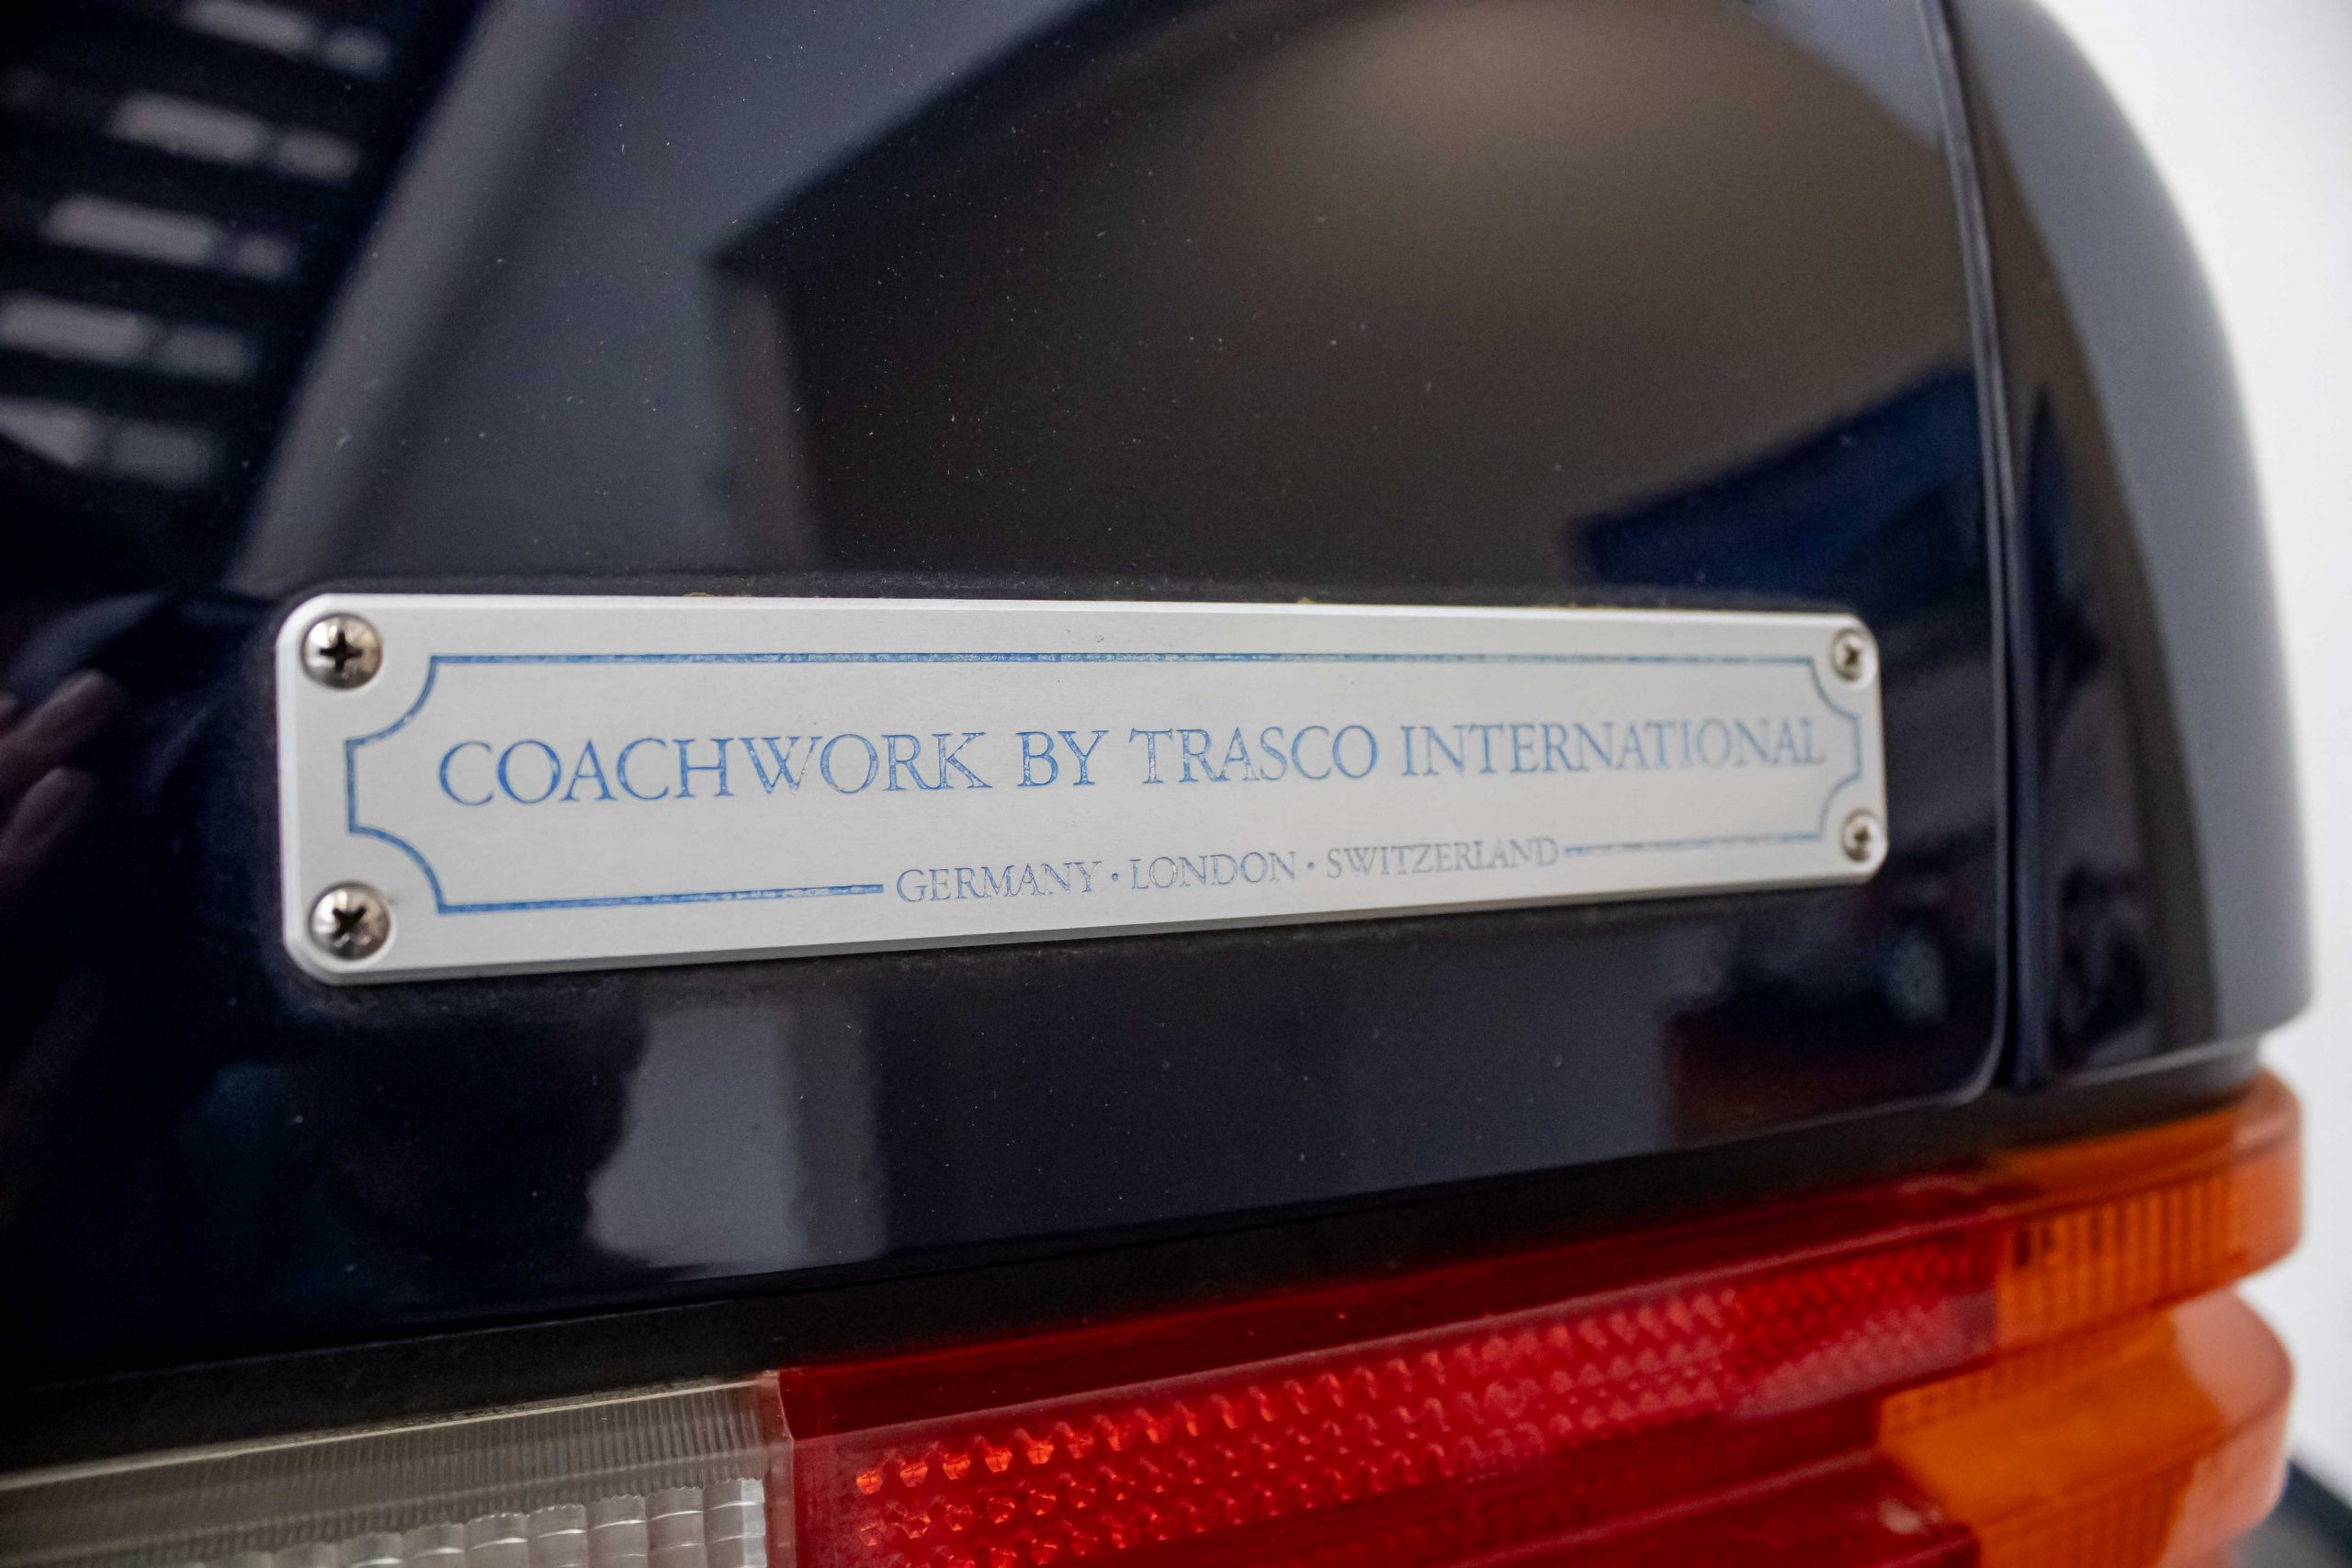 COACHWORK BY TRASCO INTERNATIONAL
GERMANY · LONDON · SWITZERLAND